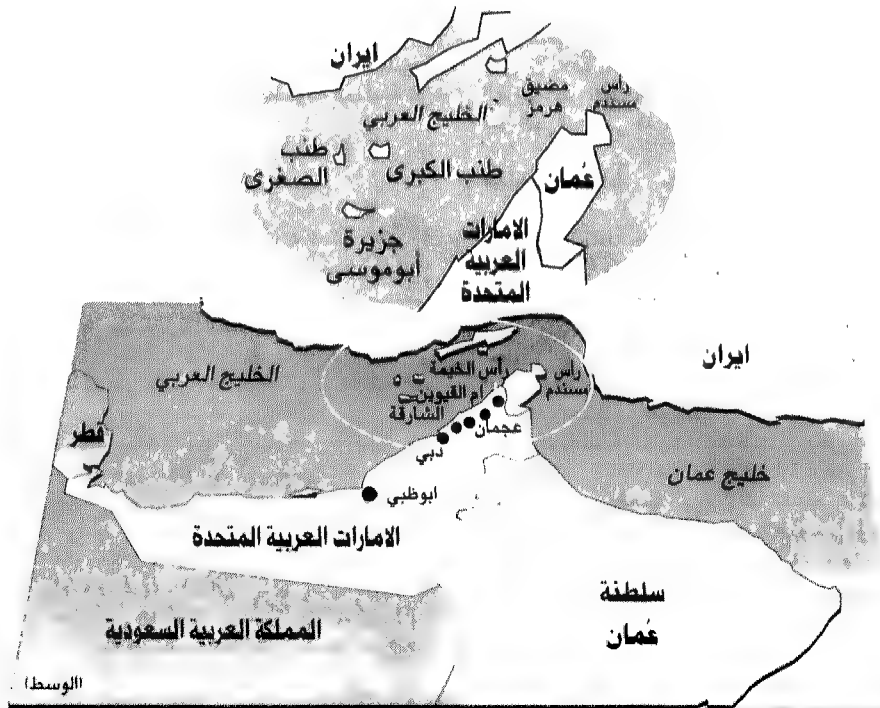 ايران
مضيق
هرمز
رأس
مسندم
الخليج العربي
طنب
الصغرى
طنب الكبرى
عُمان
جزيرة
أبوموسى
الامارات
العربية
المتحدة
ايران
الخليج العربي
رأس الخيمة
أم القيوين
الشارقة
عجمان
دبي
رأس
مسندم
قطر
ابوظبي
خليج عمان
الامارات العربية المتحدة
سلطنة
عُمان
المملكة العربية السعودية
(الوسط)